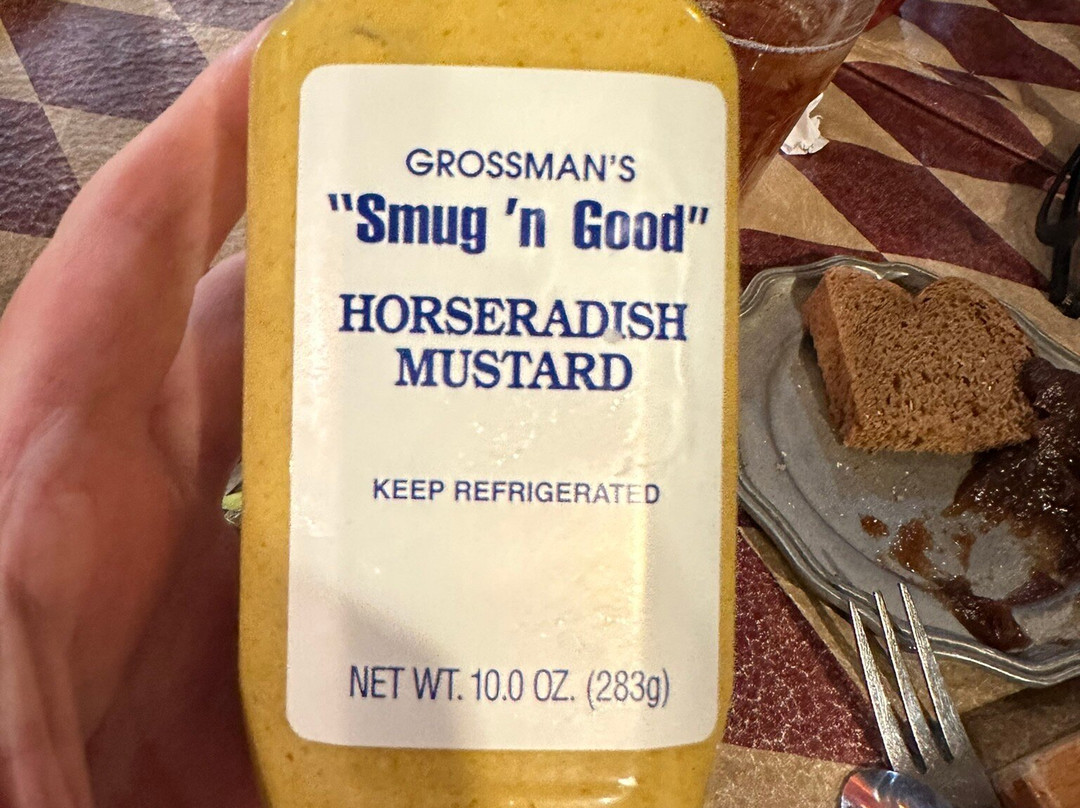 GROSSMAN'S
"Smug 'n Good"
HORSERADISH
MUSTARD
KEEP REFRIGERATED
NET WT. 10.0 OZ. (283g)